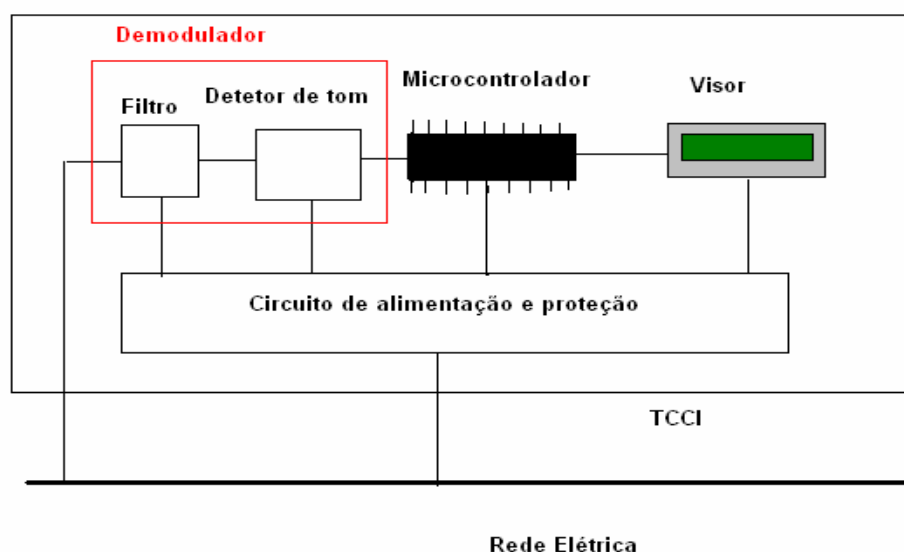 Demodulador
Filtro
Detetor de tom
Microcontrolador
Visor
Circuito de alimentação e proteção
TCCI
Rede Elétrica